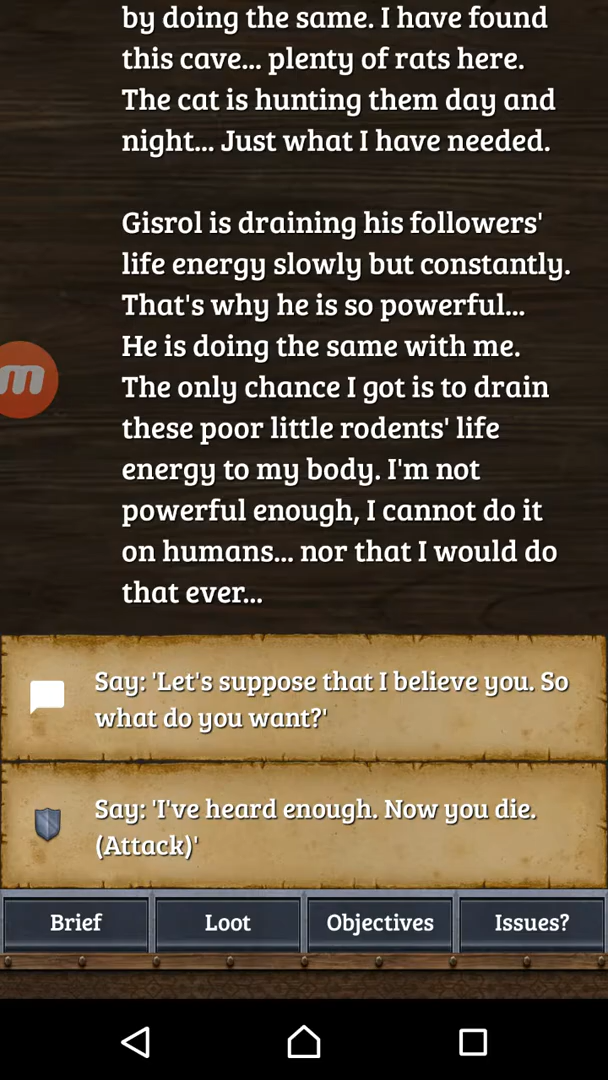 by doing the same. I have found
this cave... plenty of rats here.
The cat is hunting them day and
night... Just what I have needed.
Gisrol is draining his followers'
life energy slowly but constantly.
That's why he is so powerful...
He is doing the same with me.
The only chance I got is to drain
these poor little rodents' life
energy to my body. I'm not
powerful enough, I cannot do it
on humans... nor that I would do
that ever...
Say: 'Let's suppose that I believe you. So
what do you want?'
Say: 'I've heard enough. Now you die.
(Attack)'
Brief Loot Objectives Issues?